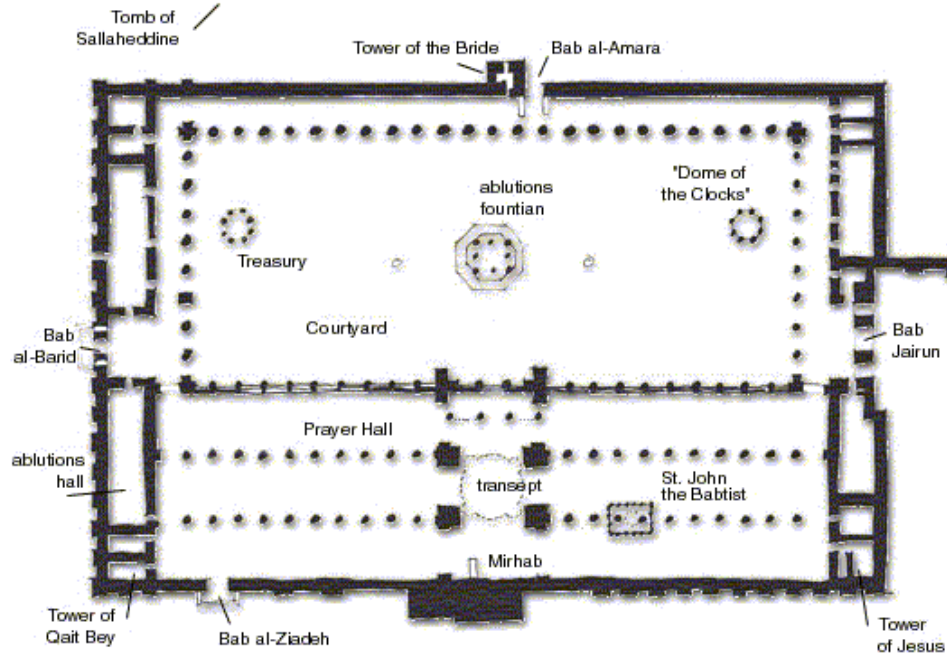 Tomb of
Sallaheddine
Tower of the Bride
Bab al-Amara
"Dome of
the Clocks"
ablutions
fountian
Treasury
Courtyard
Bab
al-Barid
Bab
Jairun
Prayer Hall
ablutions
hall
transept
St. John
the Babtist
Mirhab
Tower of
Qait Bey
Bab al-Ziadeh
Tower
of Jesus